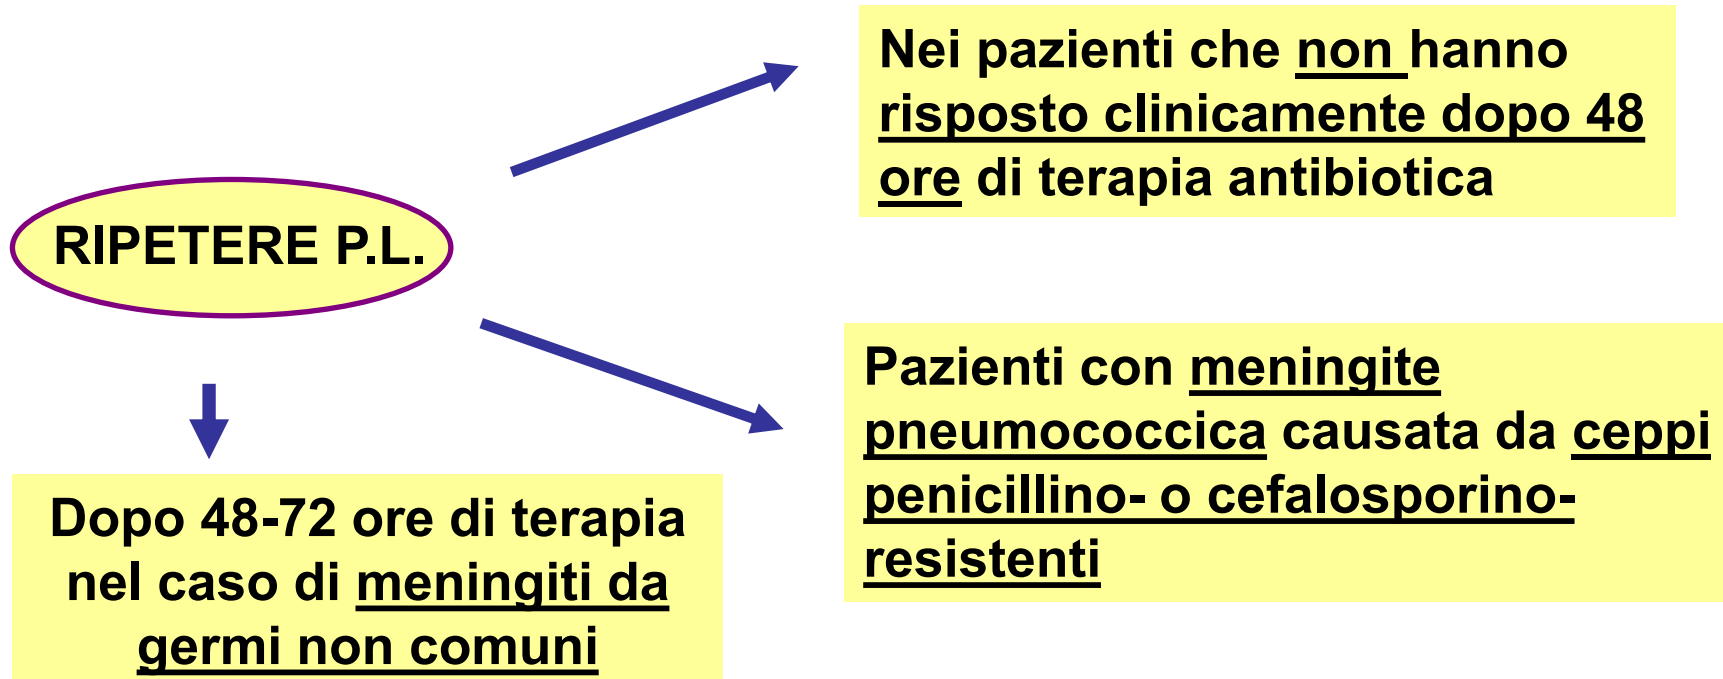 Nei pazienti che non hanno
risposto clinicamente dopo 48
ore di terapia antibiotica
RIPETERE P.L.
Pazienti con meningite
pneumococcica causata da ceppi
penicillino- o cefalosporino-
resistenti
Dopo 48-72 ore di terapia
nel caso di meningiti da
germi non comuni